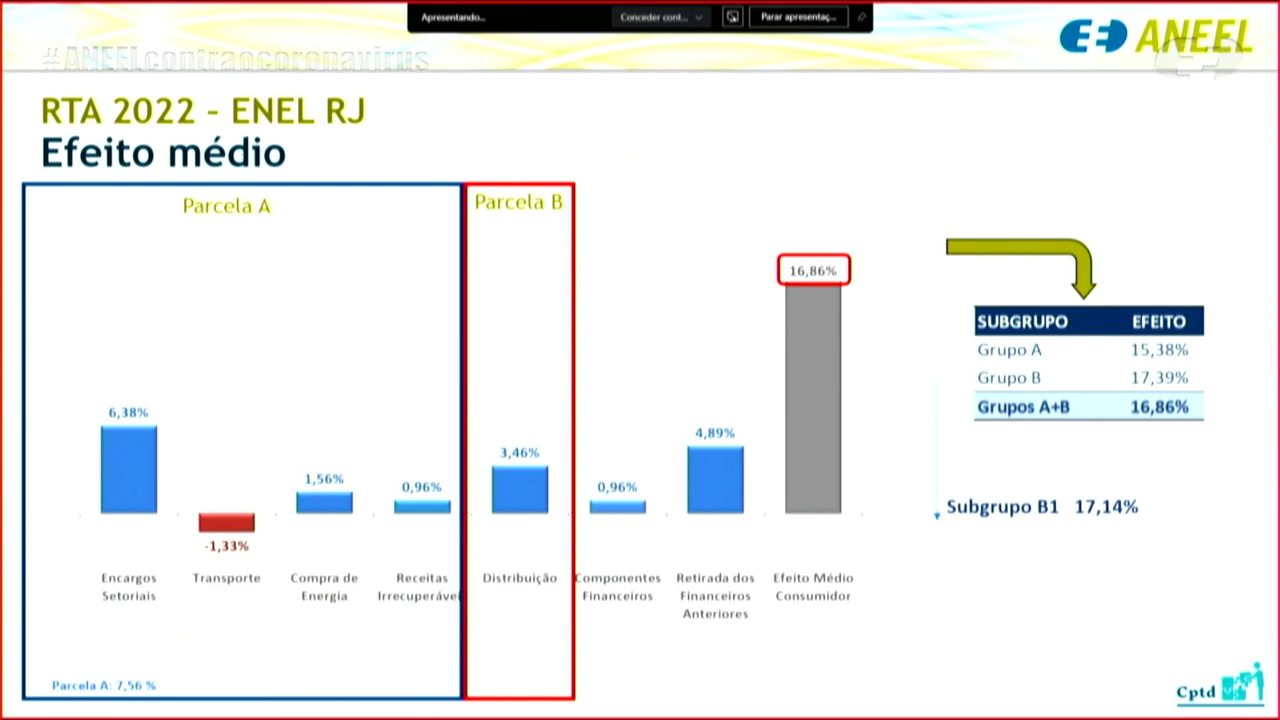 Apresentando...
Conceder cont...
Parar apresentaç...
ANEEL
#ANEELcontraocoronavirus
RTA 2022 – ENEL RJ
Efeito médio
Parcela A
Parcela B
16,86%
6,38%
-1,33%
1,56%
0,96%
3,46%
0,96%
4,89%
Encargos
Setoriais
Transporte
Compra de
Energia
Receitas
Irrecuperáve
Distribuição
Componentes
Financeiros
Retirada dos
Financeiros
Anteriores
Efeito Médio
Consumidor
Parcela A: 7,56 %
SUBGRUPO EFEITO
Grupo A 15,38%
Grupo B 17,39%
Grupos A+B 16,86%
Subgrupo B1 17,14%
Cptd